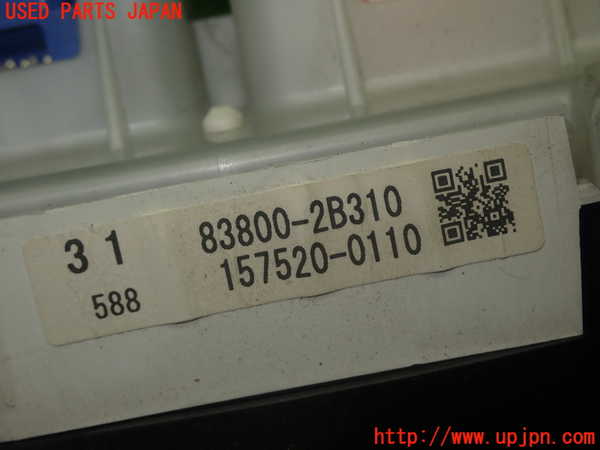 USED PARTS JAPAN
31 83800-2B310
588 157520-0110
http://www.upjpn.com/